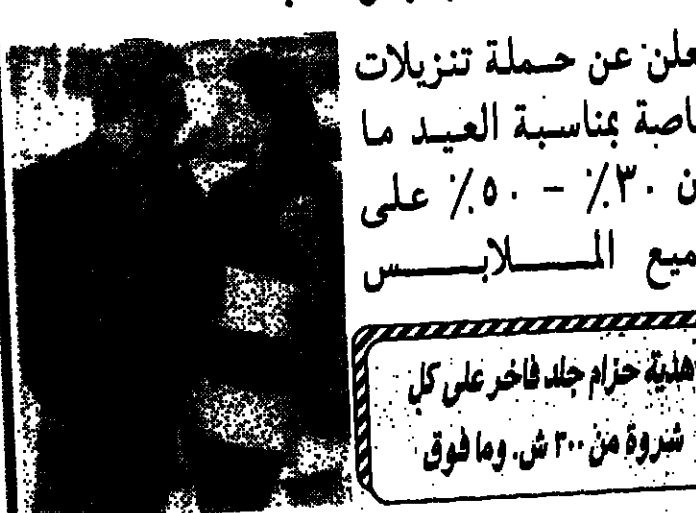 علن عن حملة تنزيلات
اصة بمناسبة العيد ما
ن ٣٠٪ - ٥٠٪ على
ميع الملابس
هدية حزام جلد فاخر على كل
شروة من ٣٠٠ ش. وما فوق